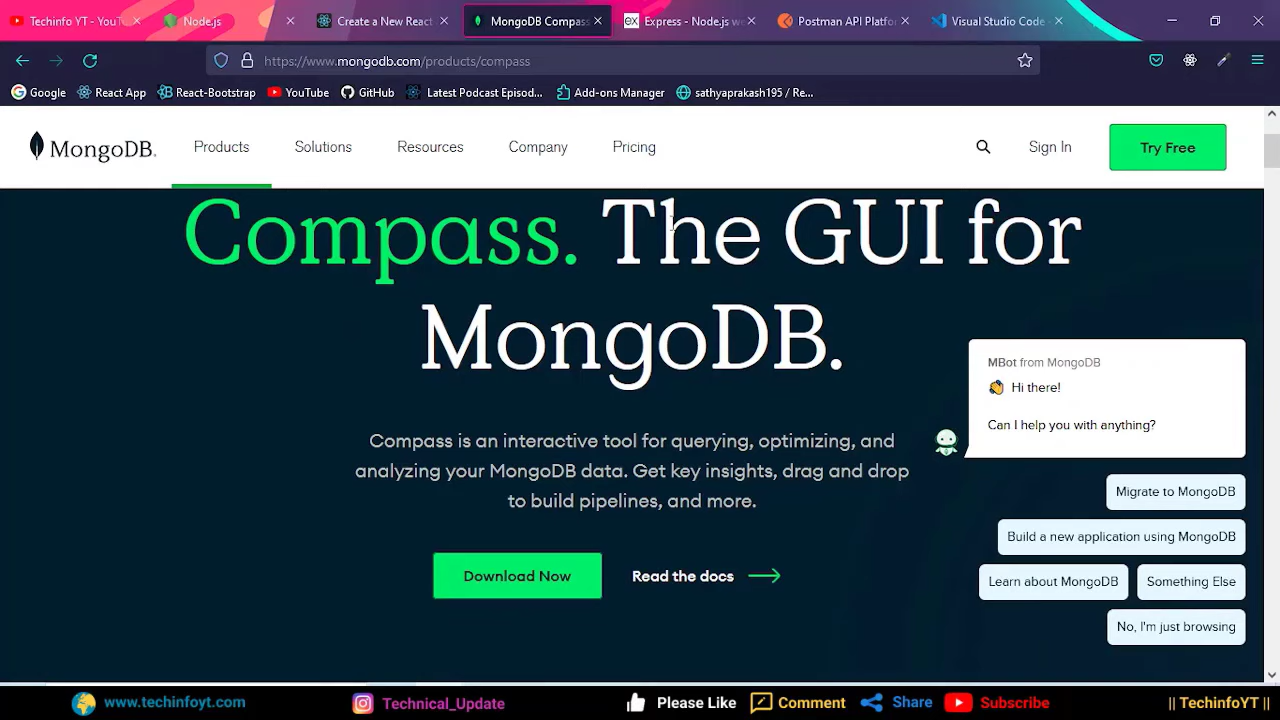 Techinfo YT - YouT
Node.js
Create a New React
MongoDB Compass
ex Express - Node.js we
Postman API Platfor
Visual Studio Code -
https://www.mongodb.com/products/compass
Google
React App
React-Bootstrap
YouTube
GitHub
Latest Podcast Episod...
Add-ons Manager
sathyaprakash195 / Re...
MongoDB.
Products
Solutions
Resources
Company
Pricing
Sign In
Try Free
Compass. The GUI for
MongoDB.
Compass is an interactive tool for querying, optimizing, and
analyzing your MongoDB data. Get key insights, drag and drop
to build pipelines, and more.
Download Now
Read the docs
MBot from MongoDB
Hi there!
Can I help you with anything?
Migrate to MongoDB
Build a new application using MongoDB
Learn about MongoDB
Something Else
No, I'm just browsing
www.techinfoyt.com
Technical_Update
Please Like
Comment
Share
Subscribe
|| TechinfoYT ||